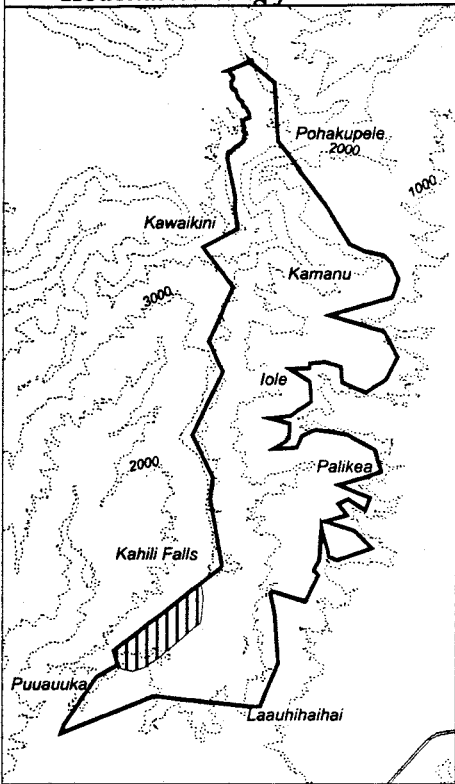 Pohakupele
2000
1000
Kawaikini
Kamanu
3000
Iole
2000
Palikea
Kahili Falls
Puuauuka
Laauhihaihai